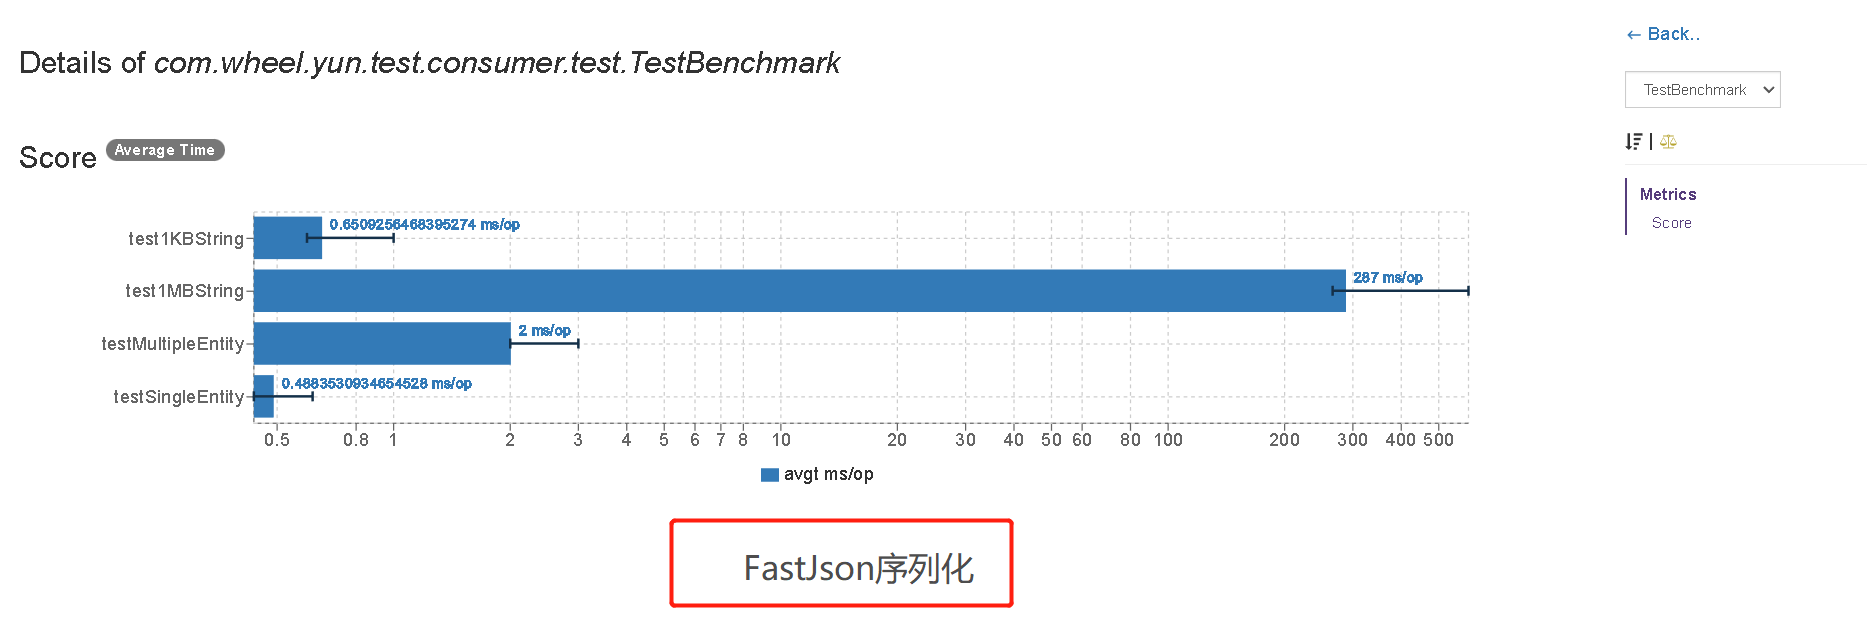 ← Back..
Details of com.wheel.yun.test.consumer.test.TestBenchmark
TestBenchmark
Score Average Time
Metrics
Score
test1KBString 0.6509256468395274 ms/op
test1MBString 287 ms/op
testMultipleEntity 2 ms/op
testSingleEntity 0.4883530934654528 ms/op
0.5 0.8 1 2 3 4 5 6 7 8 10 20 30 40 50 60 80 100 200 300 400 500
avgt ms/op
FastJson序列化